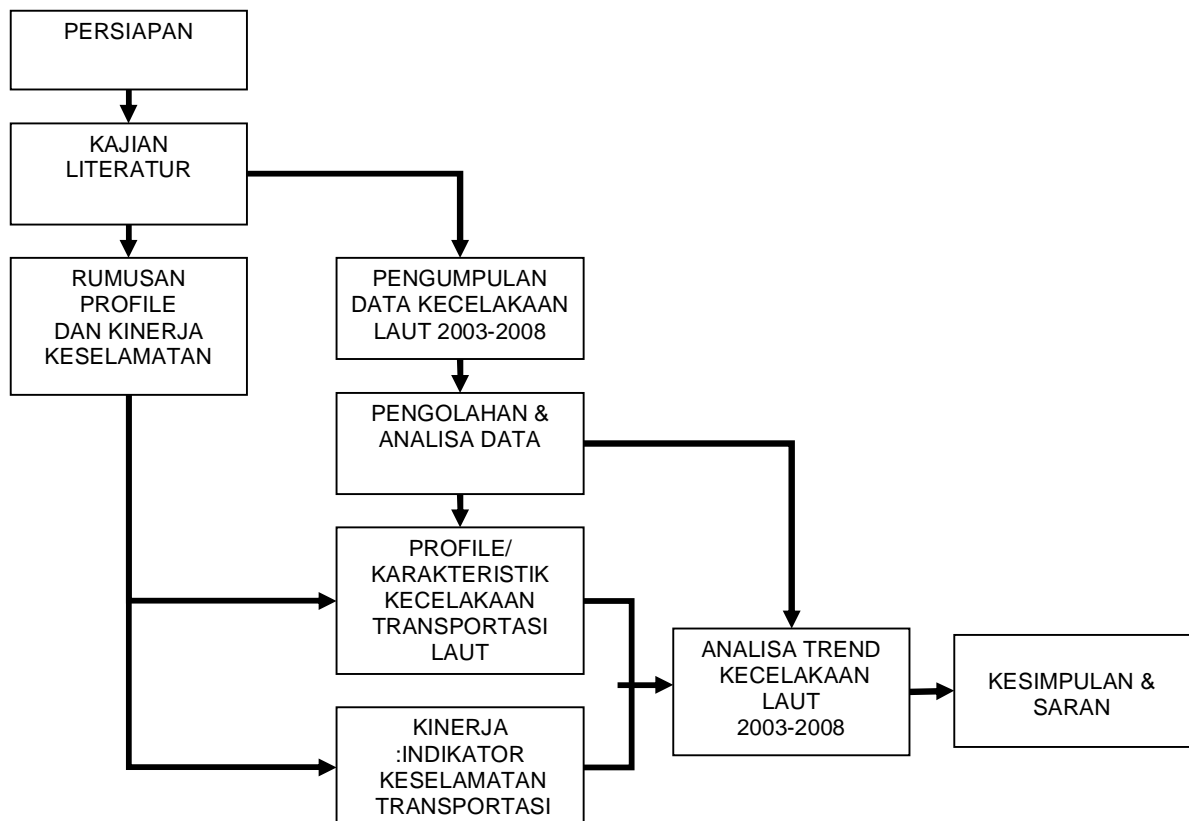 PERSIAPAN
KAJIAN
LITERATUR
RUMUSAN
PROFILE
DAN KINERJA
KESELAMATAN
PENGUMPULAN
DATA KECELAKAAN
LAUT 2003-2008
PENGOLAHAN &
ANALISA DATA
PROFILE/
KARAKTERISTIK
KECELAKAAN
TRANSPORTASI
LAUT
KINERJA
:INDIKATOR
KESELAMATAN
TRANSPORTASI
ANALISA TREND
KECELAKAAN
LAUT
2003-2008
KESIMPULAN &
SARAN